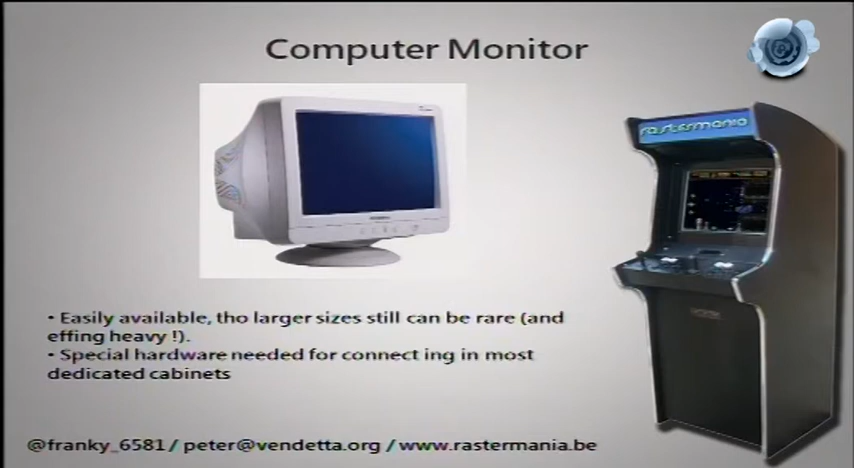 Computer Monitor
rastermania
• Easily available, tho larger sizes still can be rare (and
effing heavy !).
• Special hardware needed for connect ing in most
dedicated cabinets
@franky_6581 / peter@vendetta.org / www.rastermania.be